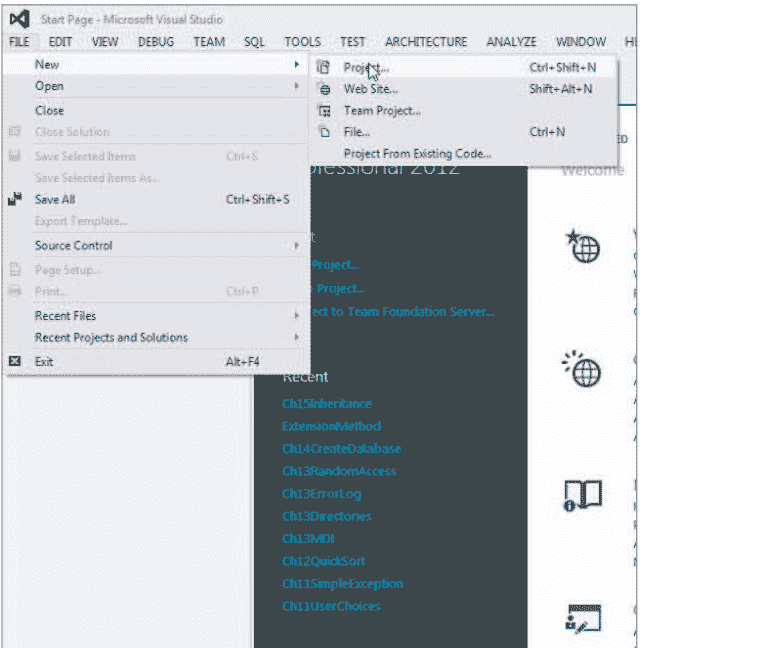 Start Page - Microsoft Visual Studio
FILE EDIT VIEW DEBUG TEAM SQL TOOLS TEST ARCHITECTURE ANALYZE WINDOW
New
Open
Close
Close Solution
Save Selected Items Ctrl+S
Save Selected Items As...
Save All Ctrl+Shift+S
Export Template...
Source Control
Page Setup...
Print... Ctrl+P
Recent Files
Recent Projects and Solutions
Exit Alt+F4
Project... Ctrl+Shift+N
Web Site... Shift+Alt+N
Team Project...
File... Ctrl+N
Project From Existing Code...
2012
Welcome
Project...
Project...
ect to Team Foundation Server...
Recent
Ch15Inheritance
ExtensionMethod
Ch14CreateDatabase
Ch13RandomAccess
Ch13ErrorLog
Ch13Directories
Ch13MDI
Ch12QuickSort
Ch11SimpleException
Ch11UserChoices